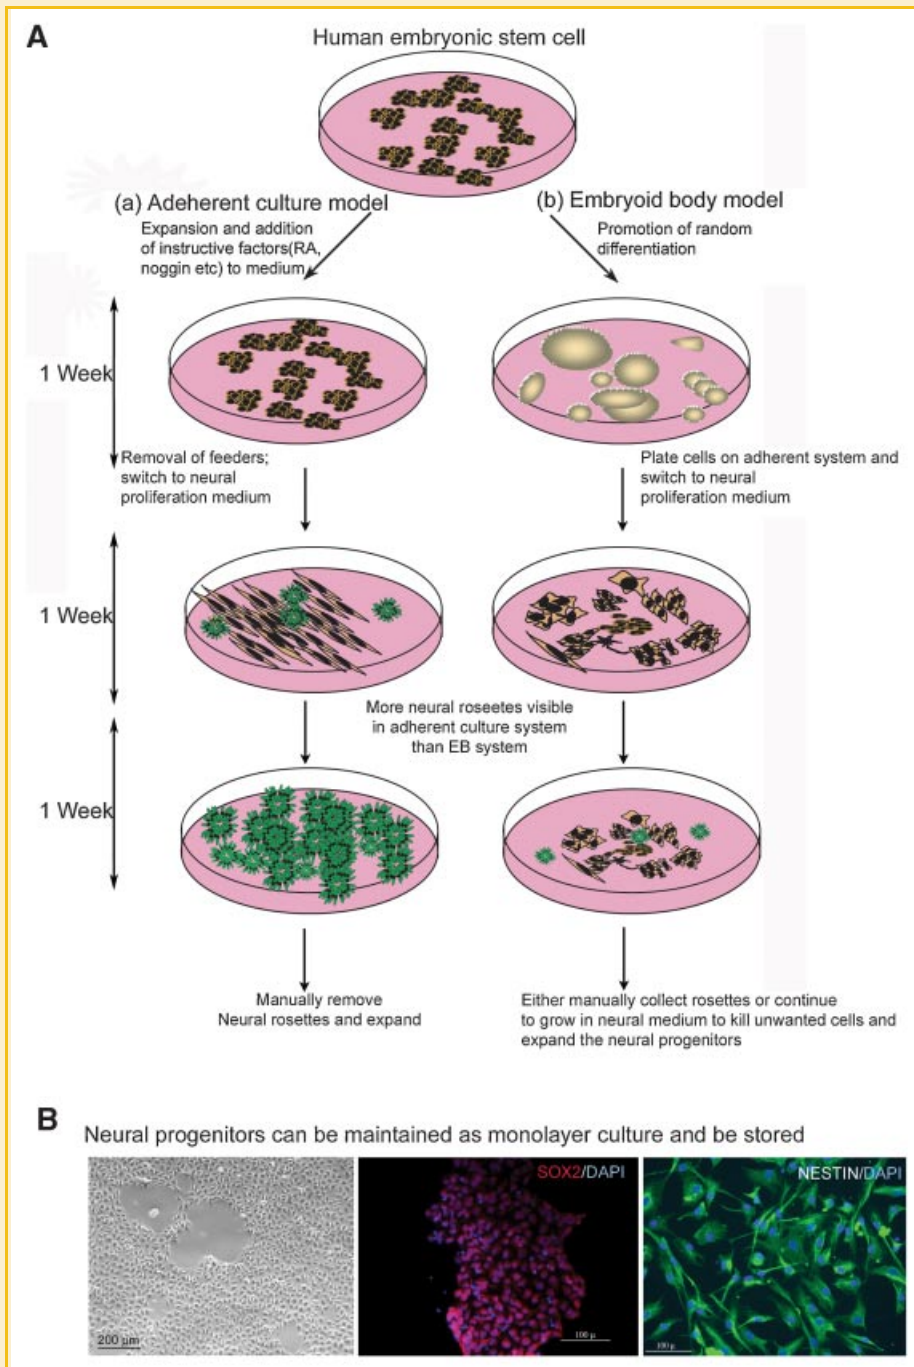 A
Human embryonic stem cell
(a) Adeherent culture model
Expansion and addition
of instructive factors(RA,
noggin etc) to medium
(b) Embryoid body model
Promotion of random
differentiation
1 Week
Removal of feeders;
switch to neural
proliferation medium
Plate cells on adherent system and
switch to neural
proliferation medium
1 Week
More neural roseetes visible
in adherent culture system
than EB system
1 Week
Manually remove
Neural rosettes and expand
Either manually collect rosettes or continue
to grow in neural medium to kill unwanted cells and
expand the neural progenitors
B
Neural progenitors can be maintained as monolayer culture and be stored
200 µm
SOX2/DAPI
100 µ
NESTIN/DAPI
100 µ